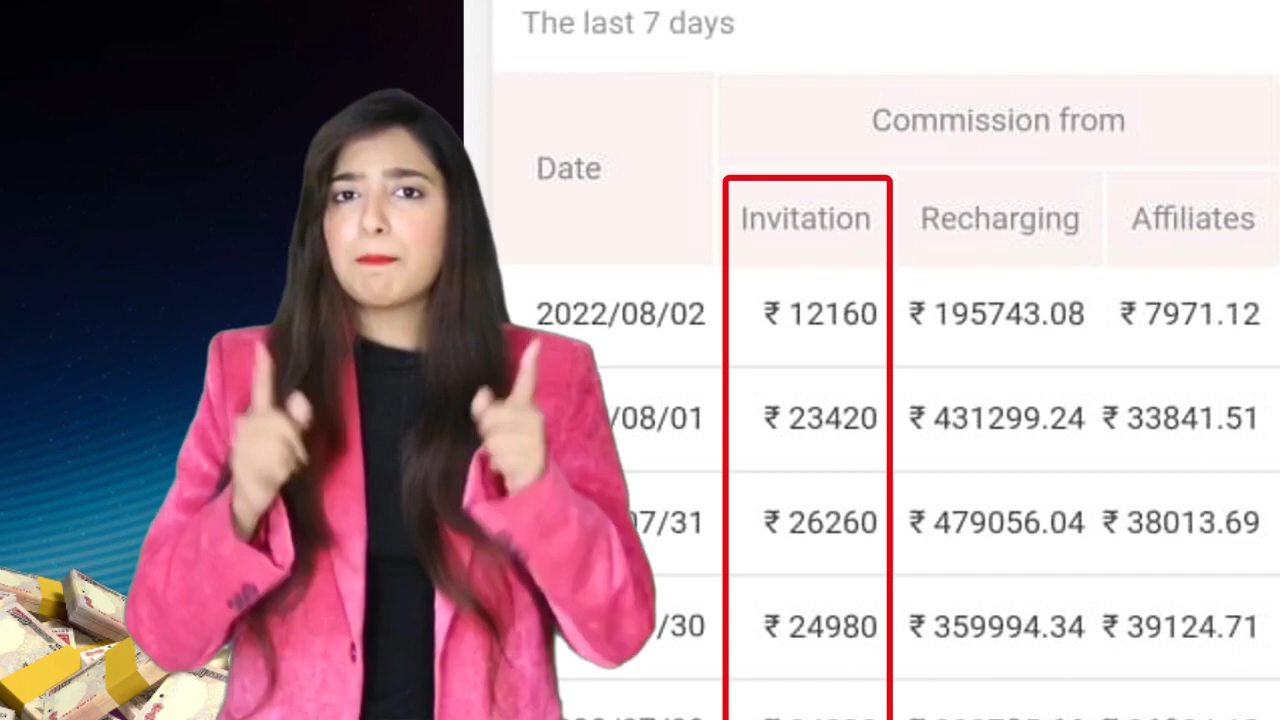 The last 7 days
Commission from
Date
Invitation Recharging Affiliates
2022/08/02 ₹ 12160 ₹ 195743.08 ₹ 7971.12
/08/01 ₹ 23420 ₹ 431299.24 ₹ 33841.51
07/31 ₹ 26260 ₹ 479056.04 ₹ 38013.69
/30 ₹ 24980 ₹ 359994.34 ₹ 39124.71